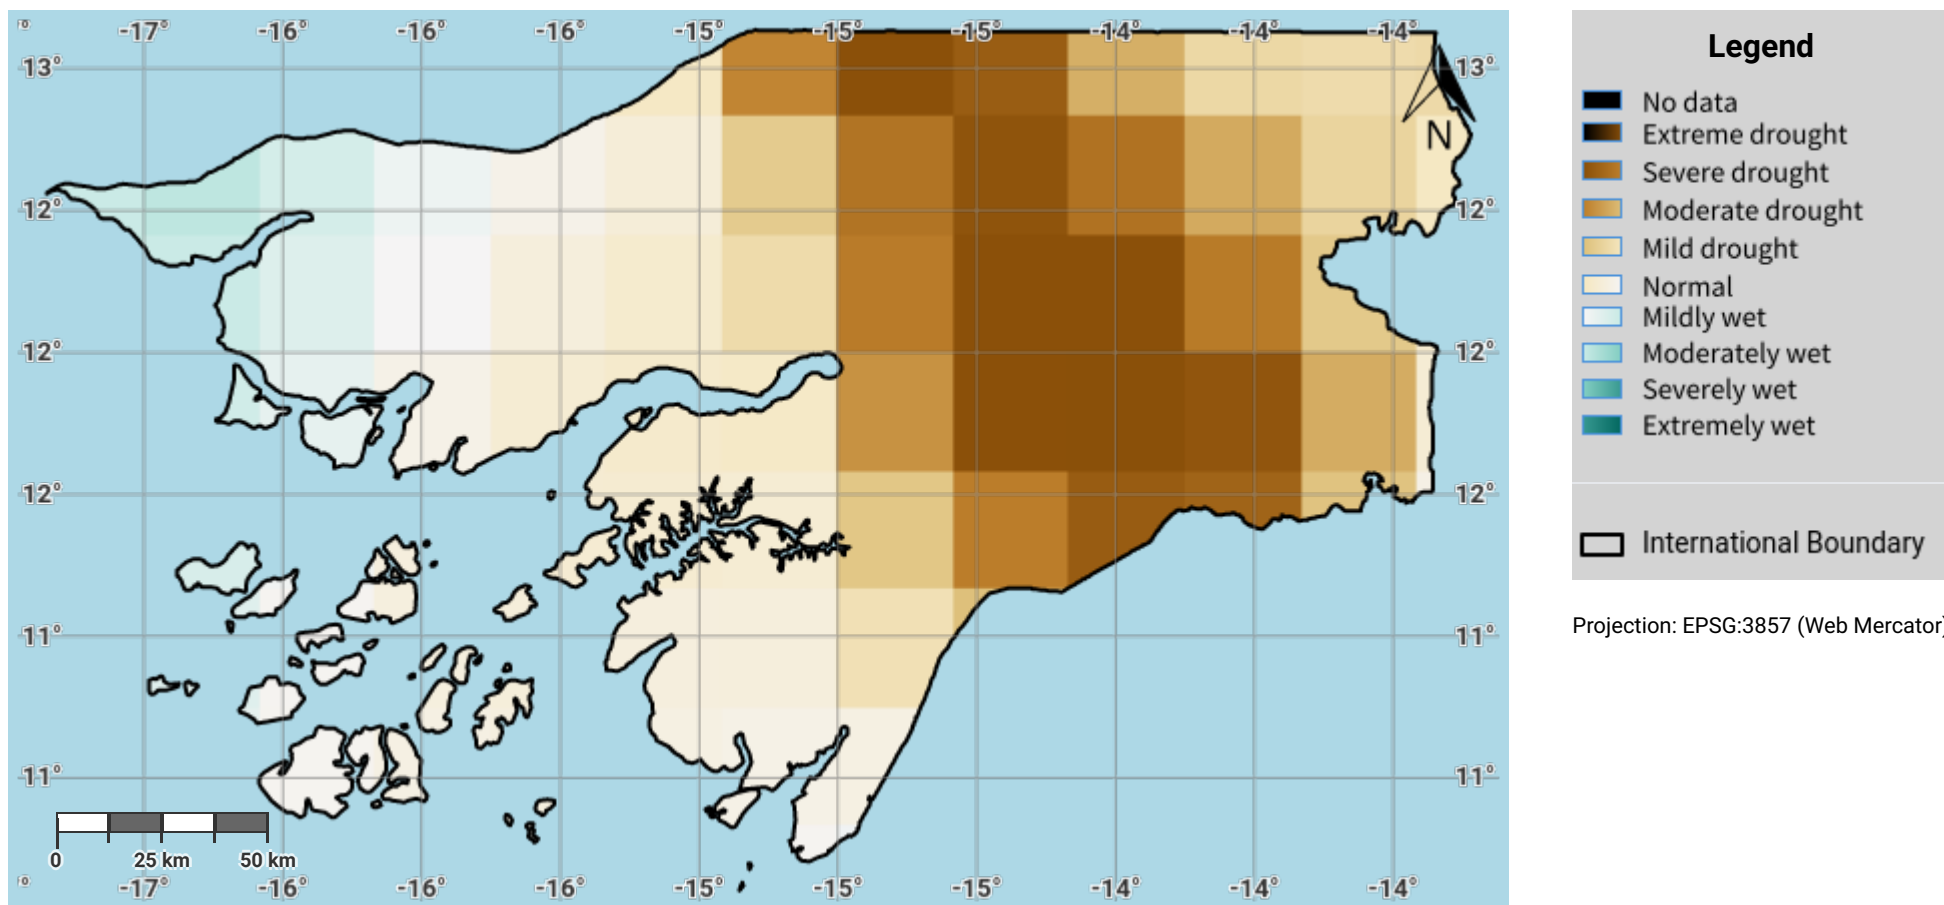 ° -17° -16° -16° -16° -15° -15° -15° -14° -14° -14°
13° 13°
N
12° 12°
12° 12°
12° 12°
11° 11°
11° 11°
0 25 km 50 km
° -17° -16° -16° -16° -15° -15° -15° -14° -14° -14°
Legend
No data
Extreme drought
Severe drought
Moderate drought
Mild drought
Normal
Mildly wet
Moderately wet
Severely wet
Extremely wet
International Boundary
Projection: EPSG:3857 (Web Mercator)